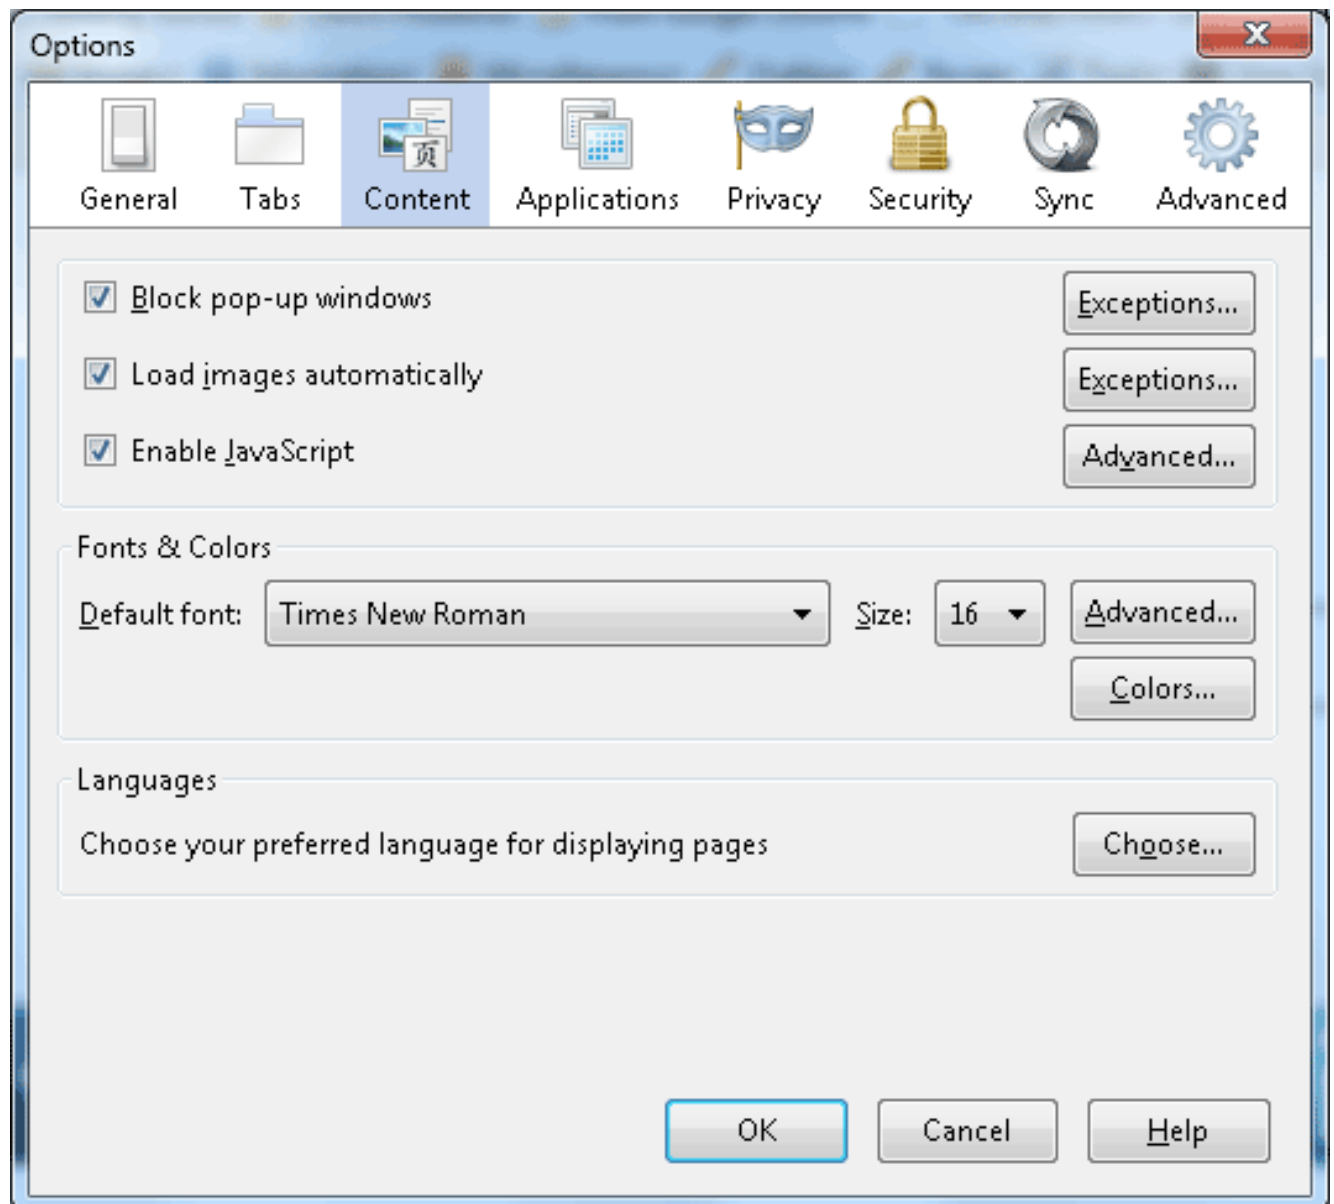 Options
General Tabs Content Applications Privacy Security Sync Advanced
页
Block pop-up windows Exceptions...
Load images automatically Exceptions...
Enable JavaScript Advanced...
Fonts & Colors
Default font: Times New Roman Size: 16 Advanced...
Colors...
Languages
Choose your preferred language for displaying pages Choose...
OK Cancel Help